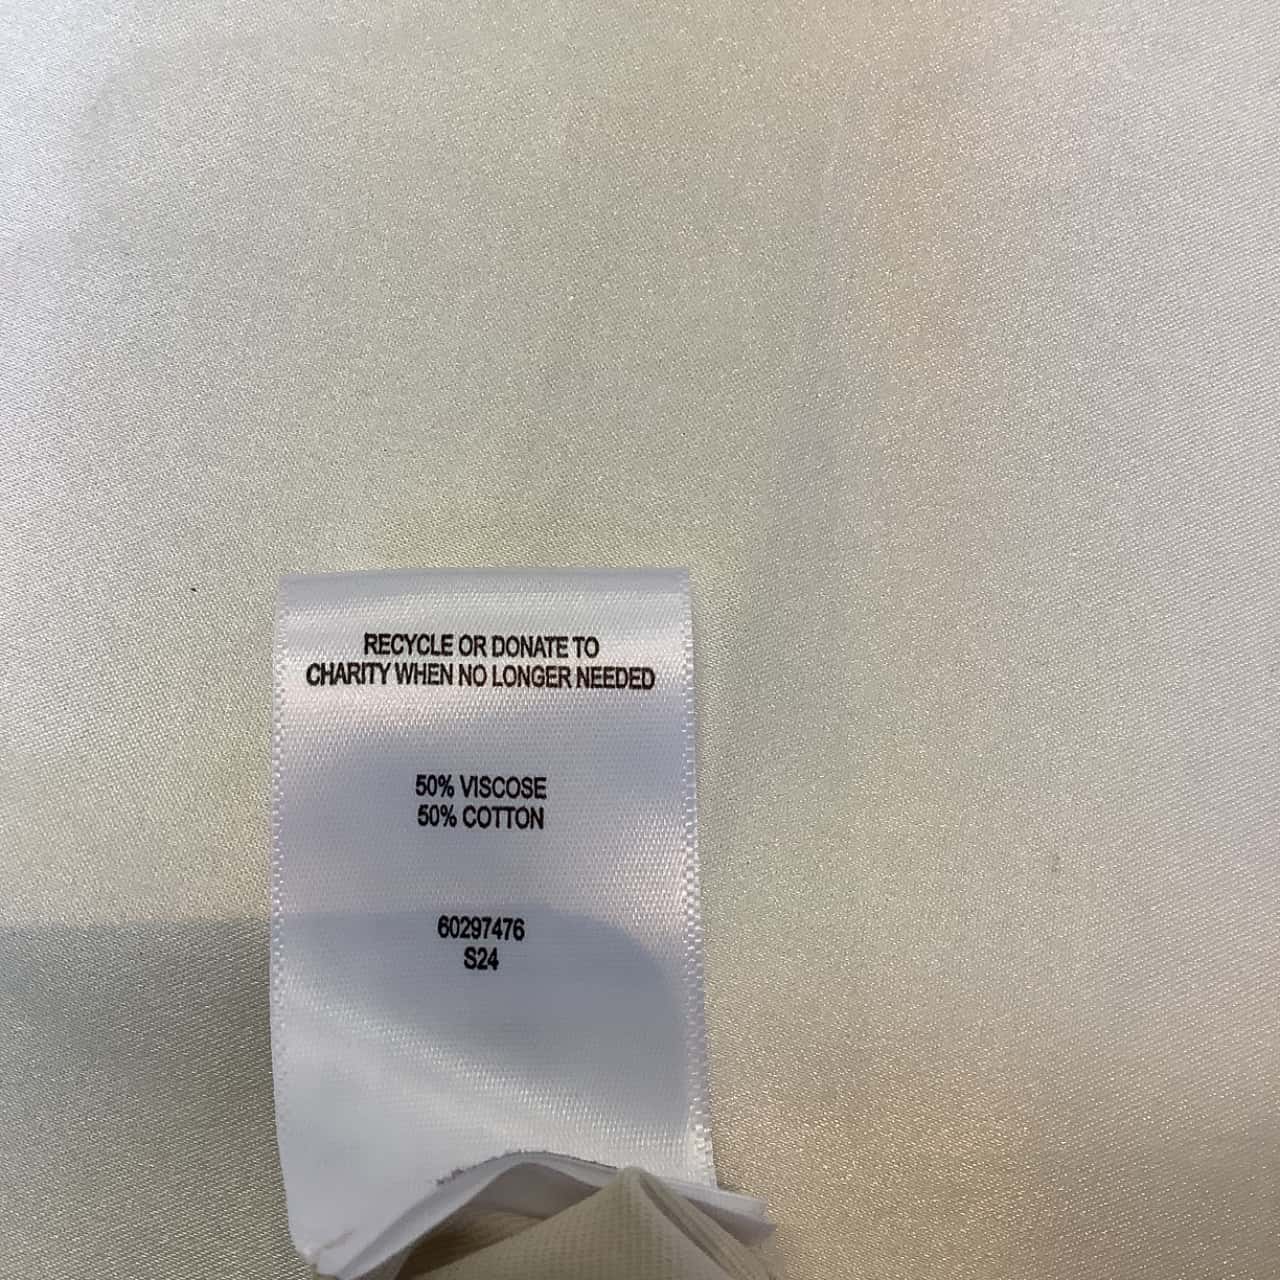 RECYCLE OR DONATE TO
CHARITY WHEN NO LONGER NEEDED
50% VISCOSE
50% COTTON
60297476
S24